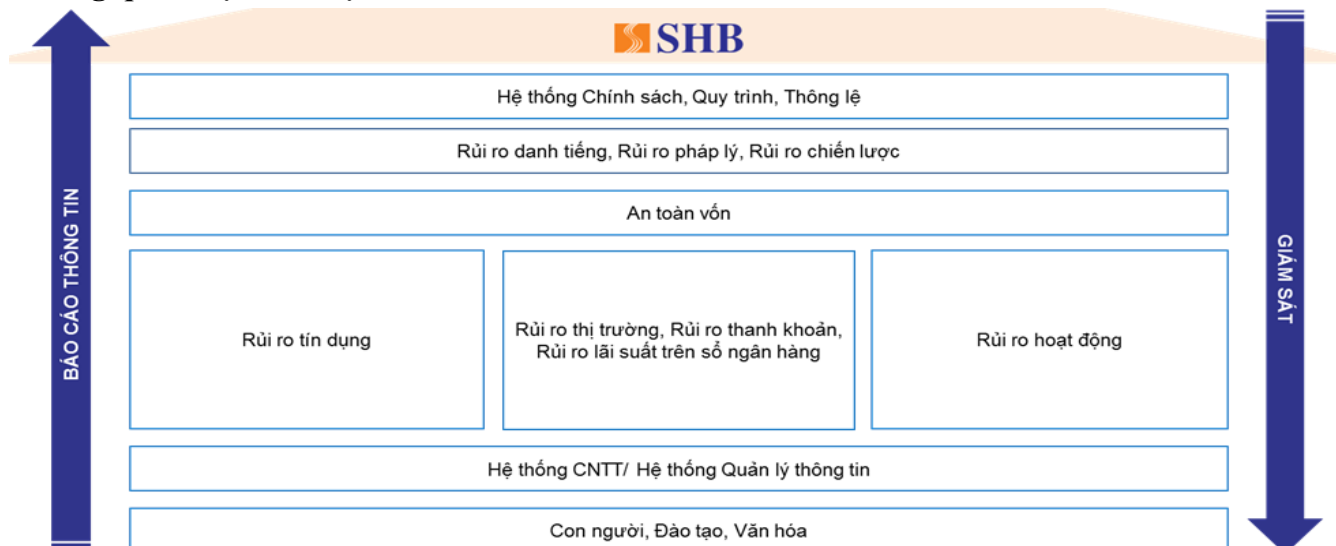 SHB
Hệ thống Chính sách, Quy trình, Thông lệ
Rủi ro danh tiếng, Rủi ro pháp lý, Rủi ro chiến lược
An toàn vốn
BÁO CÁO THÔNG TIN
Rủi ro tín dụng
Rủi ro thị trường, Rủi ro thanh khoản,
Rủi ro lãi suất trên sổ ngân hàng
Rủi ro hoạt động
GIÁM SÁT
Hệ thống CNTT/ Hệ thống Quản lý thông tin
Con người, Đào tạo, Văn hóa